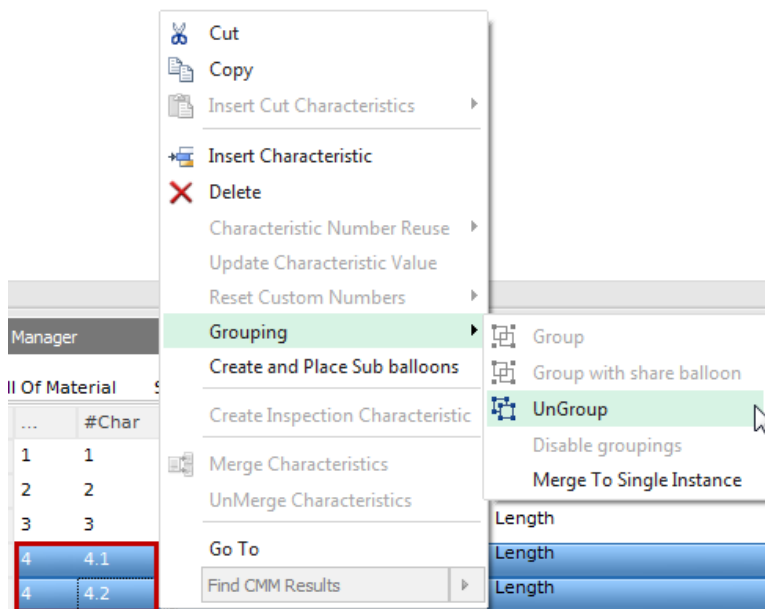 Cut
Copy
Insert Cut Characteristics
Insert Characteristic
Delete
Characteristic Number Reuse
Update Characteristic Value
Reset Custom Numbers
Grouping
Create and Place Sub balloons
Create Inspection Characteristic
Merge Characteristics
UnMerge Characteristics
Go To
Find CMM Results
Group
Group with share balloon
UnGroup
Disable groupings
Merge To Single Instance
Manager
ll Of Material
... #Char
1 1
2 2
3 3 Length
4 4.1 Length
4 4.2 Length